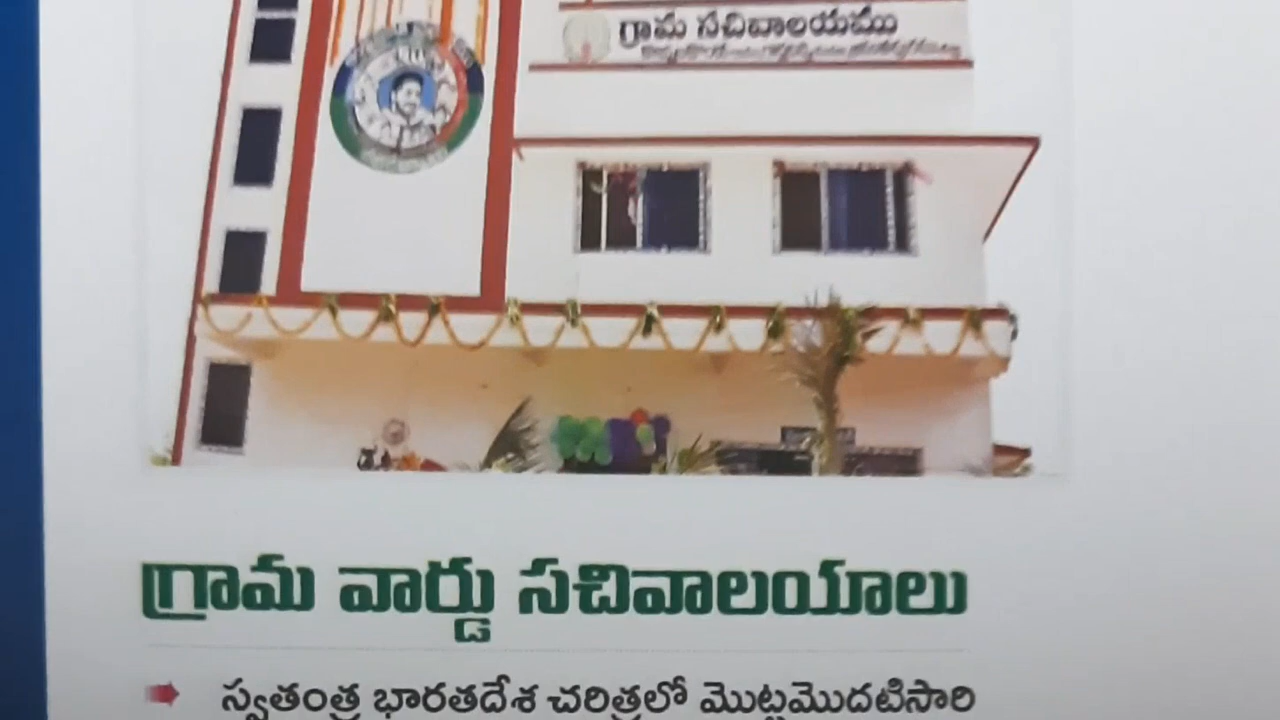 గ్రామ సచివాలయము
గ్రామ వార్డు సచివాలయాలు
స్వతంత్ర భారతదేశ చరిత్రలో మొట్టమొదటిసారి